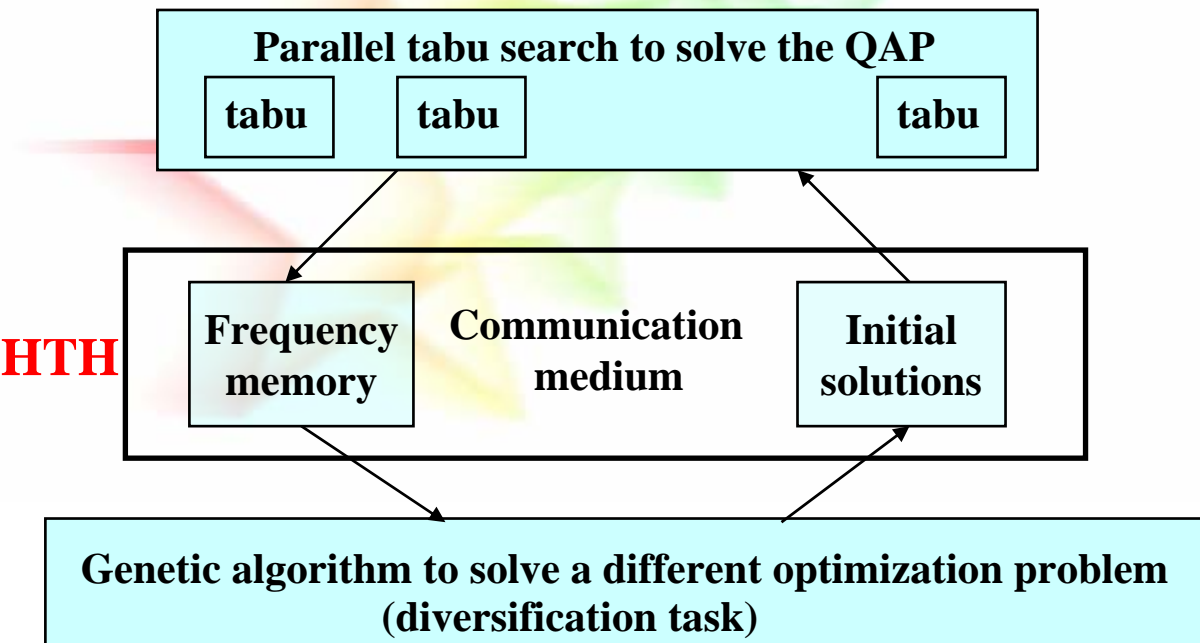 Parallel tabu search to solve the QAP
tabu
tabu
tabu
HTH
Frequency
memory
Communication
medium
Initial
solutions
Genetic algorithm to solve a different optimization problem
(diversification task)